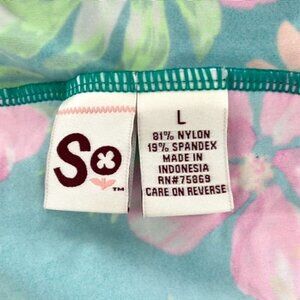 So
TM
L
81% NYLON
19% SPANDEX
MADE IN
INDONESIA
RN#75869
CARE ON REVERSE